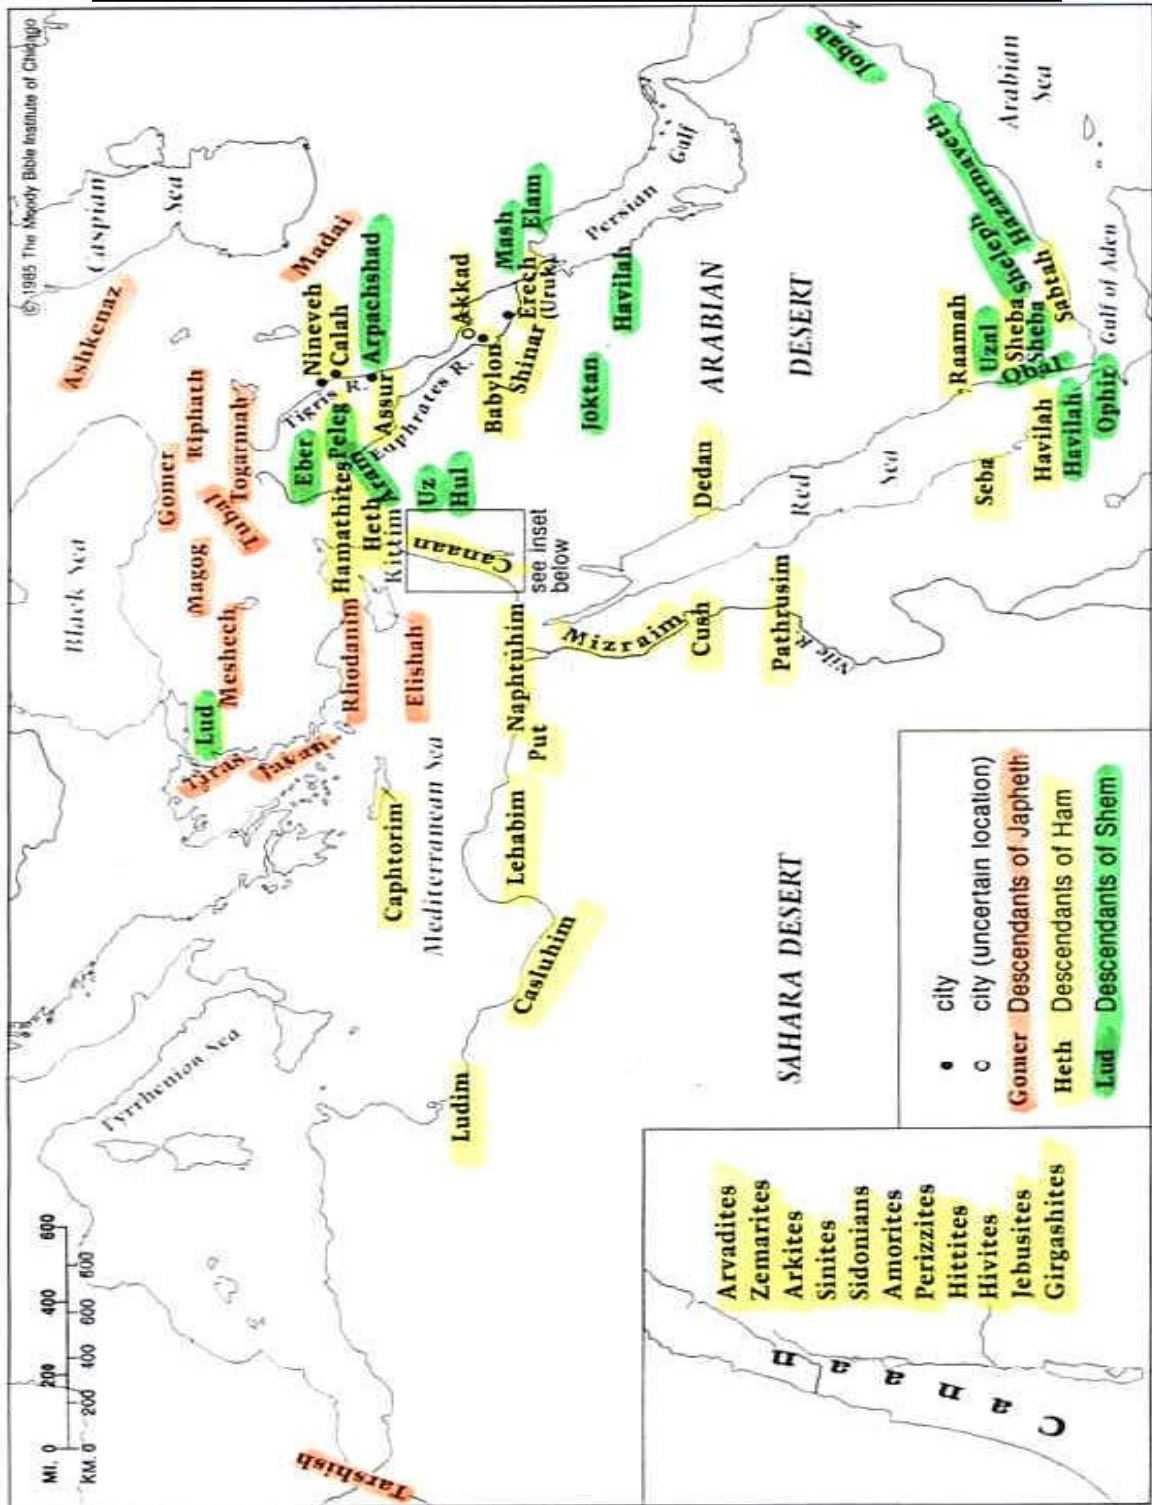 © 1985 The Moody Bible Institute of Chicago
MI. 0 200 400 600
KM. 0 200 400 600 800
Tyrrhenian Sea
Black Sea
Caspian
Sea
Ashkenaz
Gomer
Riphath
Togarmah
Tubal
Magog
Meshech
Lud
Tiras
Javan
Rhodanim
Elishah
Kittim
Madai
Tarshish
Nineveh
Calah
Arpachshad
Tigris R.
Eber
Peleg
Assur
Hamathites
Heth
Aram
Euphrates R.
Akkad
Babylon
Shinar
Erech
(Uruk)
Mash
Elam
Uz
Hul
Canaan
see inset
below
Caphtorim
Mediterranean Sea
Ludim
Casluhim
Lehabim
Put
Naphtuhim
Mizraim
Cush
Pathrusim
Nile R.
Persian
Gulf
Havilah
Joktan
ARABIAN
DESERT
Dedan
Red
Sea
Jobab
Hazarmaveth
Sheleph
Arabian
Sea
Raamah
Uzal
Sheba
Sheba
Sabtah
Seba
Havilah
Havilah
Ophir
Gulf of Aden
SAHARA DESERT
city
city (uncertain location)
Gomer Descendants of Japheth
Heth Descendants of Ham
Lud Descendants of Shem
Arvadites
Zemarites
Arkites
Sinites
Sidonians
Amorites
Perizzites
Hittites
Hivites
Jebusites
Girgashites
Canaan